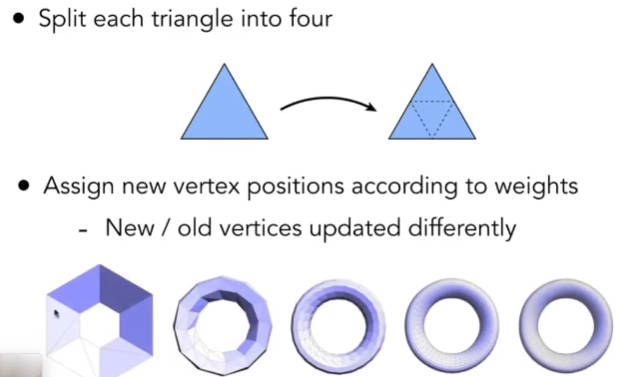 • Split each triangle into four
• Assign new vertex positions according to weights
- New / old vertices updated differently